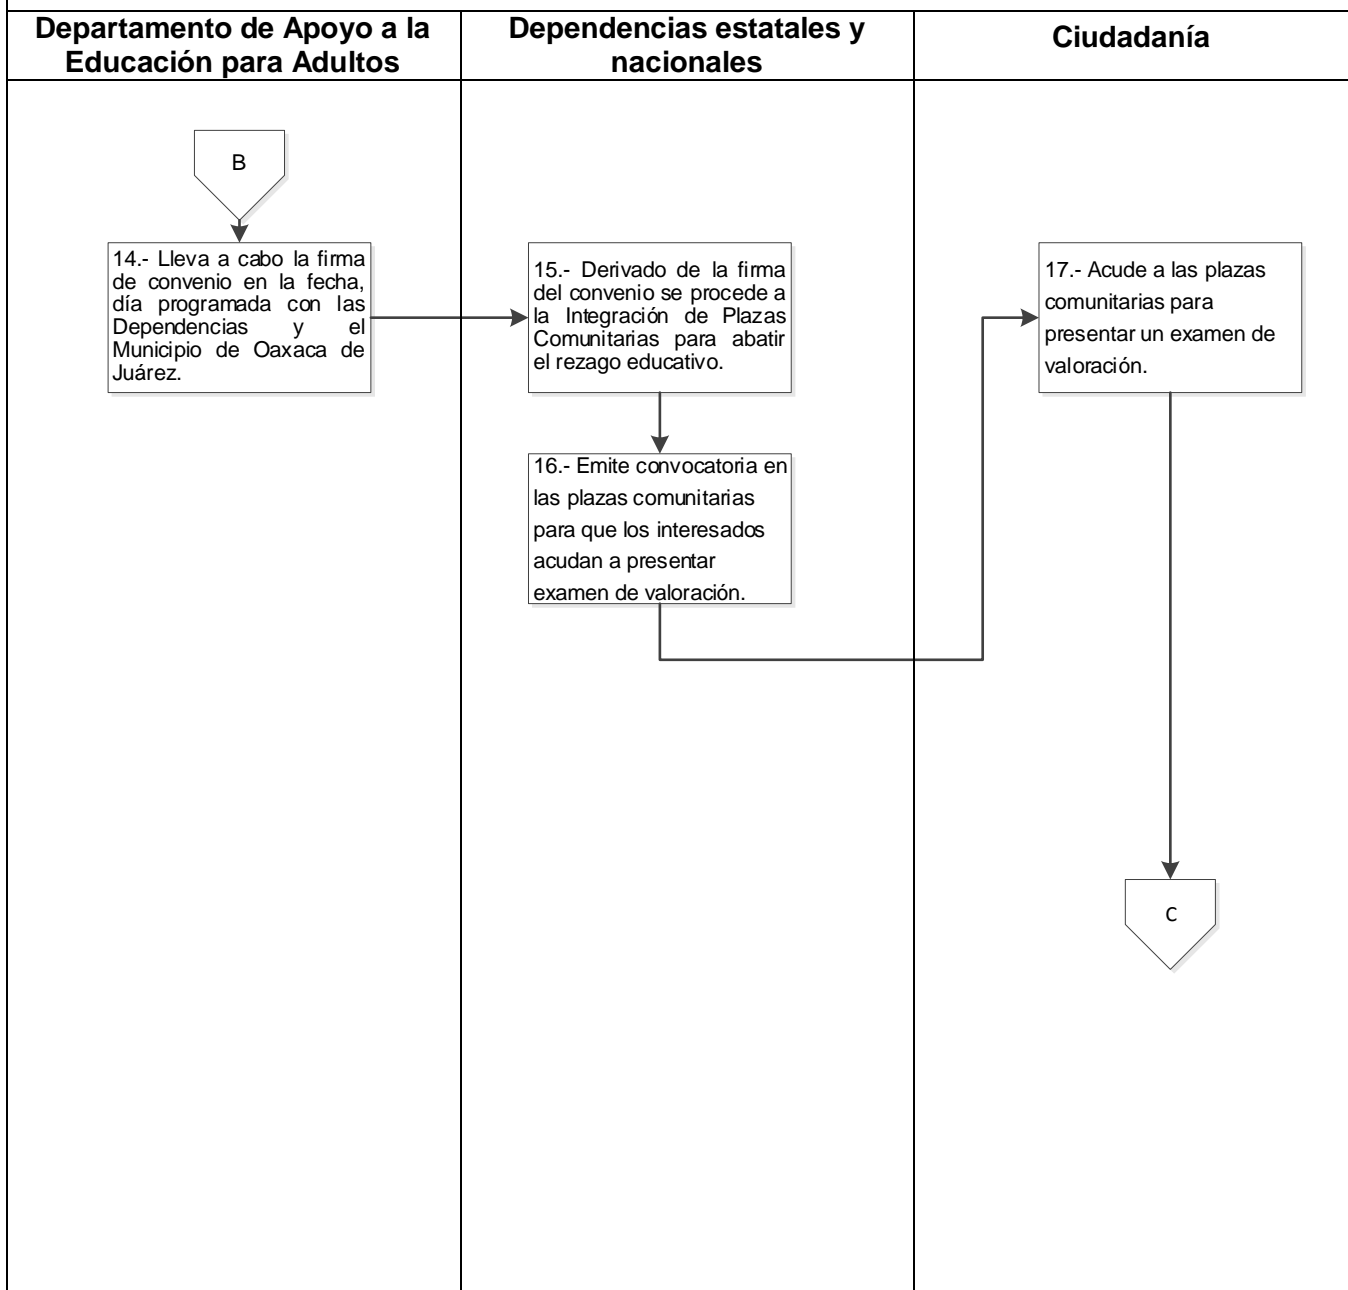 Departamento de Apoyo a la
Educación para Adultos
Dependencias estatales y
nacionales
Ciudadanía
B
14.- Lleva a cabo la firma
de convenio en la fecha,
día programada con las
Dependencias y el
Municipio de Oaxaca de
Juárez.
15.- Derivado de la firma
del convenio se procede a
la Integración de Plazas
Comunitarias para abatir
el rezago educativo.
16.- Emite convocatoria en
las plazas comunitarias
para que los interesados
acudan a presentar
examen de valoración.
17.- Acude a las plazas
comunitarias para
presentar un examen de
valoración.
C